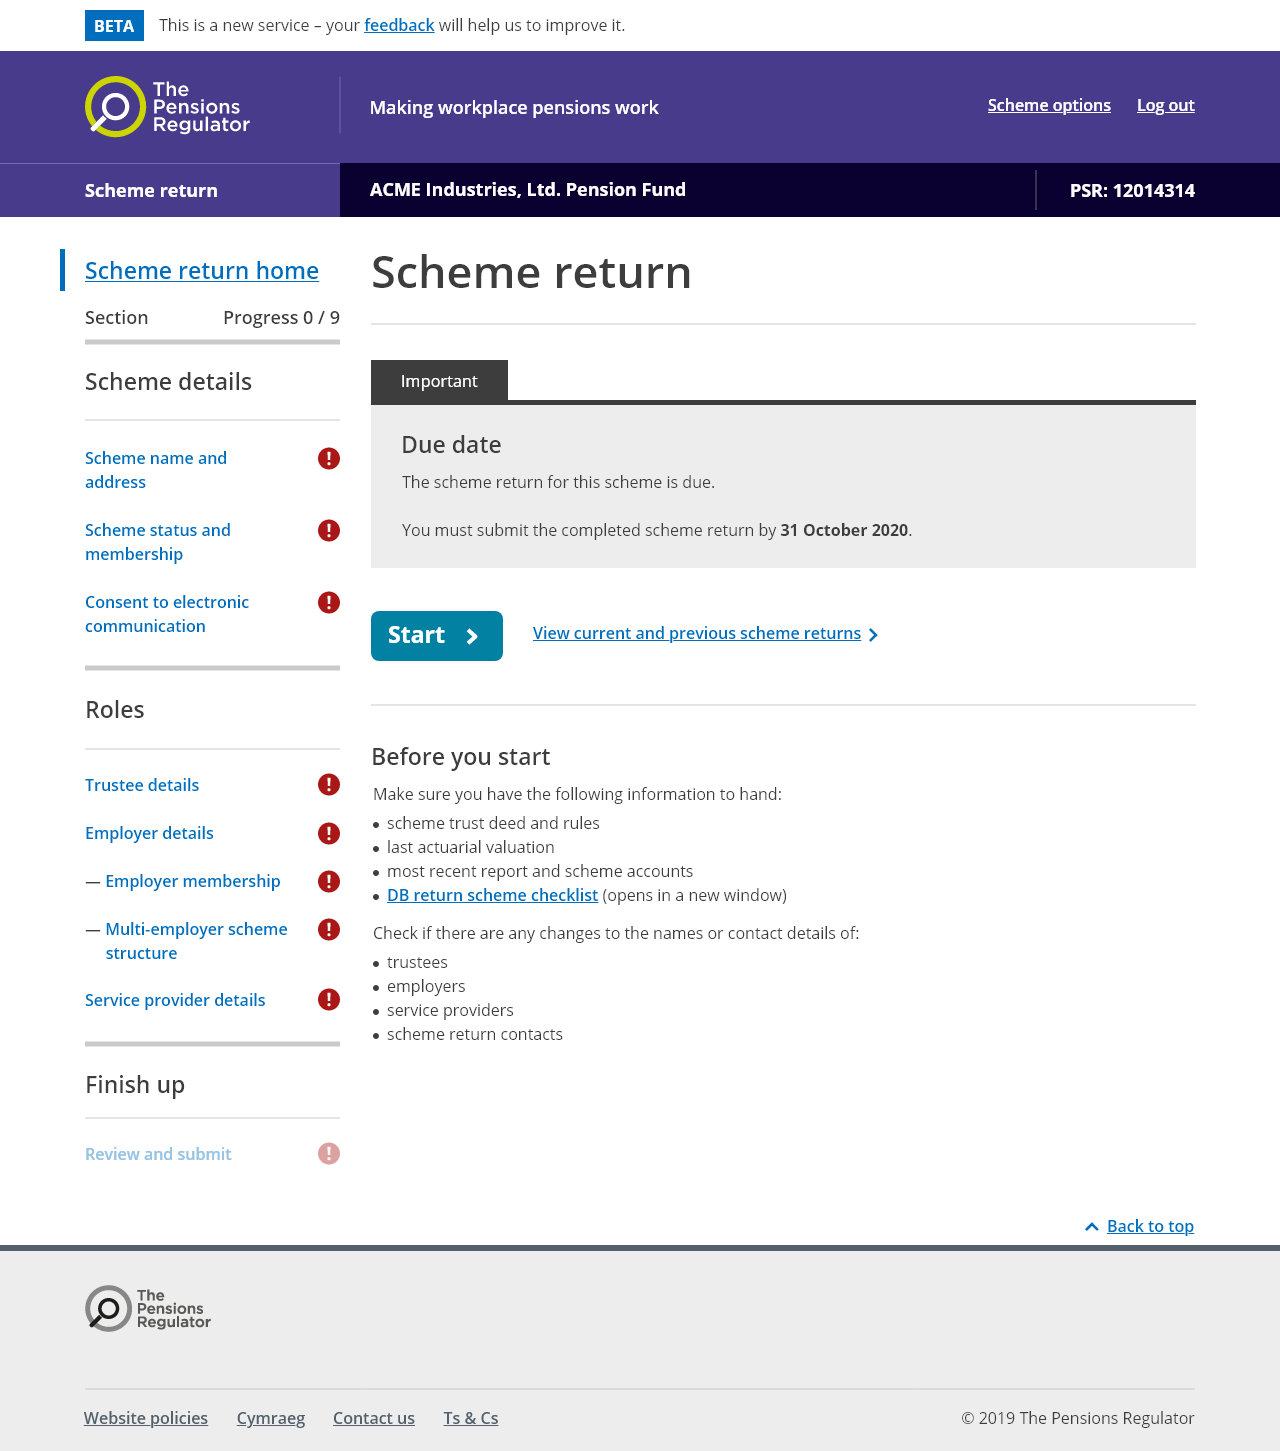 BETA This is a new service – your feedback will help us to improve it.
The
Pensions
Regulator
Making workplace pensions work
Scheme options Log out
Scheme return
ACME Industries, Ltd. Pension Fund
PSR: 12014314
Scheme return home
Section Progress 0 / 9
Scheme details
Scheme name and
address
Scheme status and
membership
Consent to electronic
communication
Roles
Trustee details
Employer details
— Employer membership
— Multi-employer scheme
structure
Service provider details
Finish up
Review and submit
Scheme return
Important
Due date
The scheme return for this scheme is due.
You must submit the completed scheme return by 31 October 2020.
Start
View current and previous scheme returns
Before you start
Make sure you have the following information to hand:
• scheme trust deed and rules
• last actuarial valuation
• most recent report and scheme accounts
• DB return scheme checklist (opens in a new window)
Check if there are any changes to the names or contact details of:
• trustees
• employers
• service providers
• scheme return contacts
Back to top
The
Pensions
Regulator
Website policies Cymraeg Contact us Ts & Cs
© 2019 The Pensions Regulator